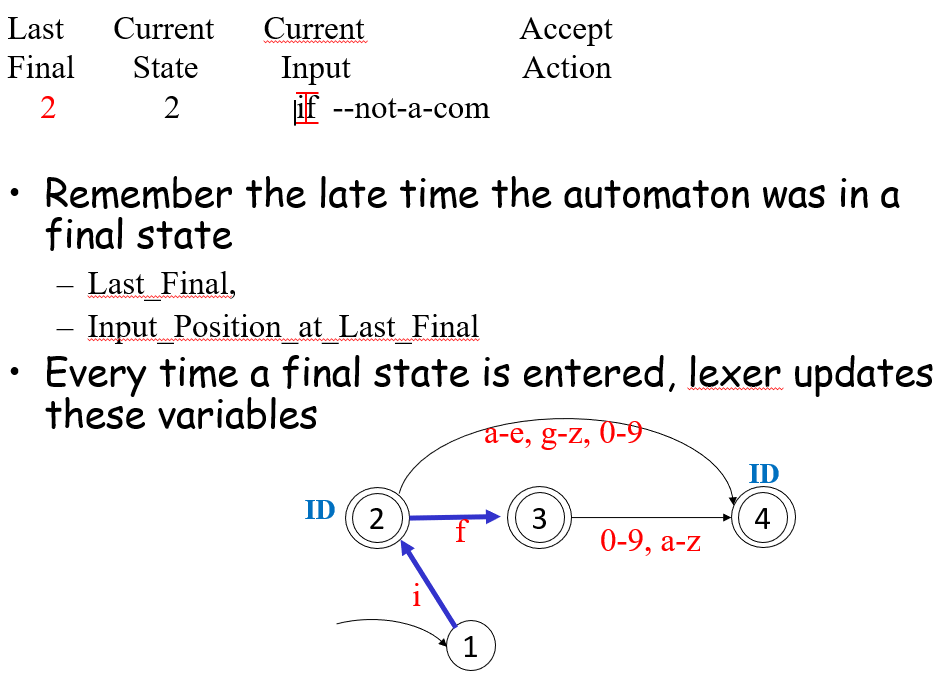 Last Current Current Accept
Final State Input Action
2 2 if --not-a-com
• Remember the late time the automaton was in a
final state
– Last_Final,
– Input_Position_at_Last_Final
• Every time a final state is entered, lexer updates
these variables
a-e, g-z, 0-9
ID
ID 2 f 3 4
0-9, a-z
i
1